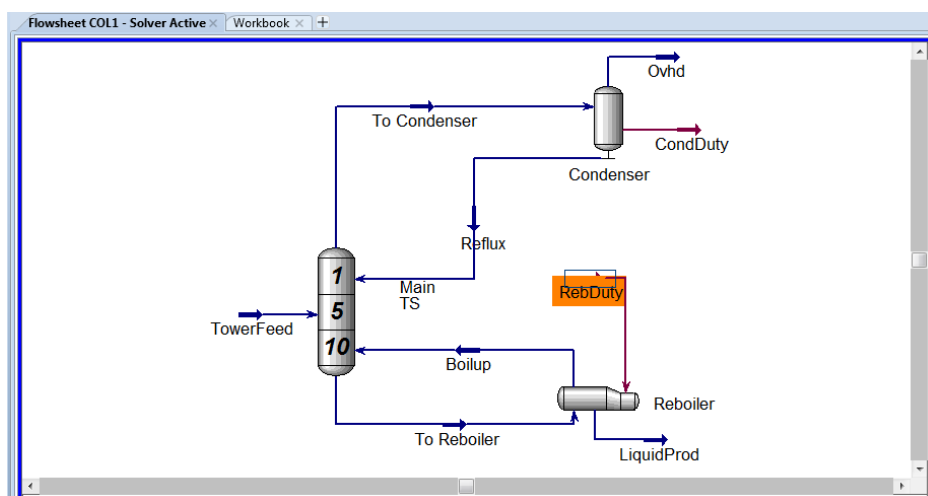 Flowsheet COL1 - Solver Active × Workbook × +
Ovhd
To Condenser
CondDuty
Condenser
Reflux
1
Main
TS
RebDuty
5
TowerFeed
10
Boilup
Reboiler
To Reboiler
LiquidProd